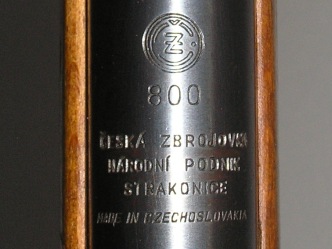 ČZ
800
ČESKÁ ZBROJOVKA
NÁRODNÍ PODNIK
STRAKONICE
MADE IN CZECHOSLOVAKIA